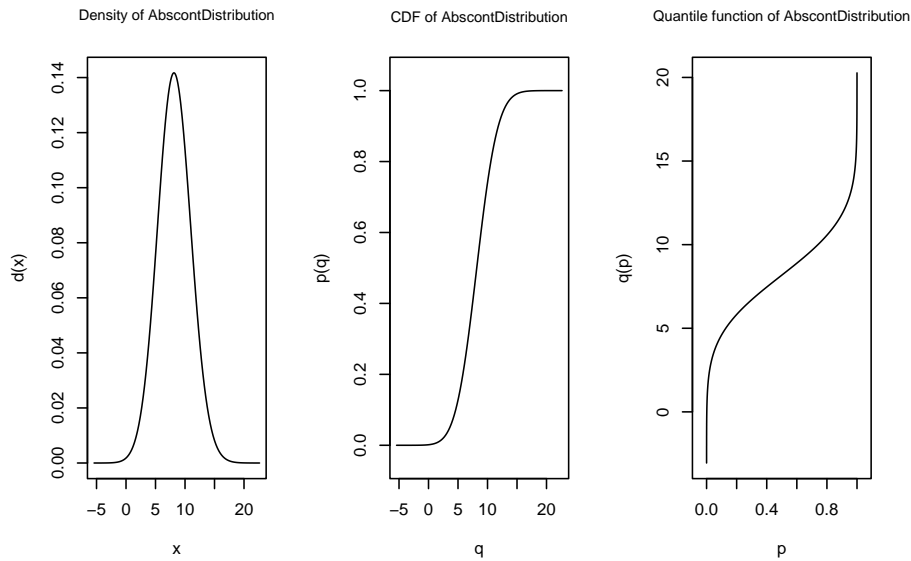 Density of AbscontDistribution
d(x)
0.00 0.02 0.04 0.06 0.08 0.10 0.12 0.14
−5 0 5 10 20
x
CDF of AbscontDistribution
p(q)
0.0 0.2 0.4 0.6 0.8 1.0
−5 0 5 10 20
q
Quantile function of AbscontDistribution
q(p)
0 5 10 15 20
0.0 0.4 0.8
p